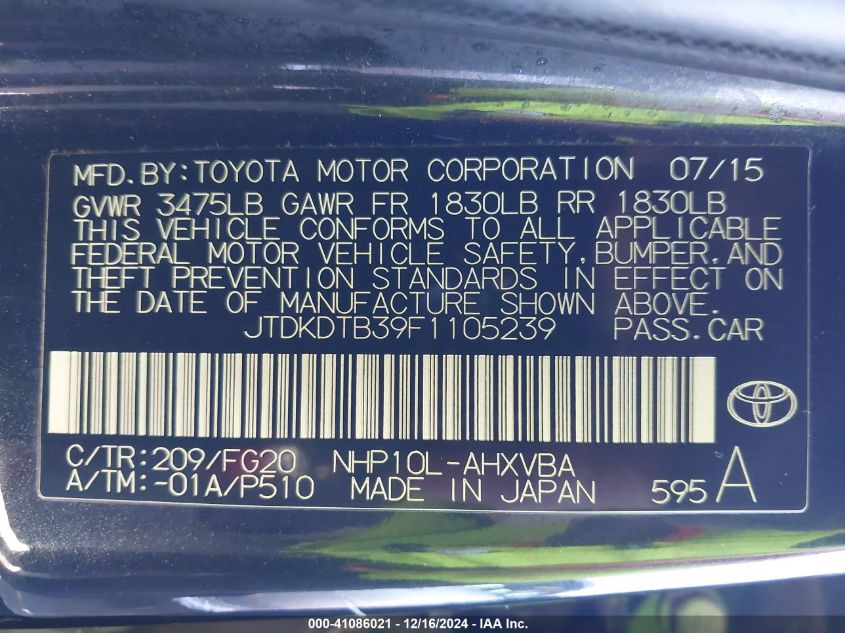 MFD.BY:TOYOTA MOTOR CORPORATION 07/15
GVWR 3475LB GAWR FR 1830LB RR 1830LB
THIS VEHICLE CONFORMS TO ALL APPLICABLE
FEDERAL MOTOR VEHICLE SAFETY,BUMPER,AND
THEFT PREVENTION STANDARDS IN EFFECT ON
THE DATE OF MANUFACTURE SHOWN ABOVE.
JTDKDTB39F1105239 PASS.CAR
C/TR:209/FG20 NHP10L-AHXVBA
A/TM:-01A/P510 MADE IN JAPAN 595 A
000-41086021 - 12/16/2024 - IAA Inc.